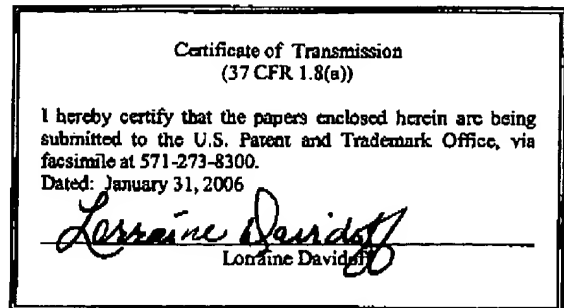 Certificate of Transmission
(37 CFR 1.8(a))
I hereby certify that the papers enclosed herein are being
submitted to the U.S. Patent and Trademark Office, via
facsimile at 571-273-8300.
Dated: January 31, 2006
Lorraine Davidoff
Lorraine Davidoff